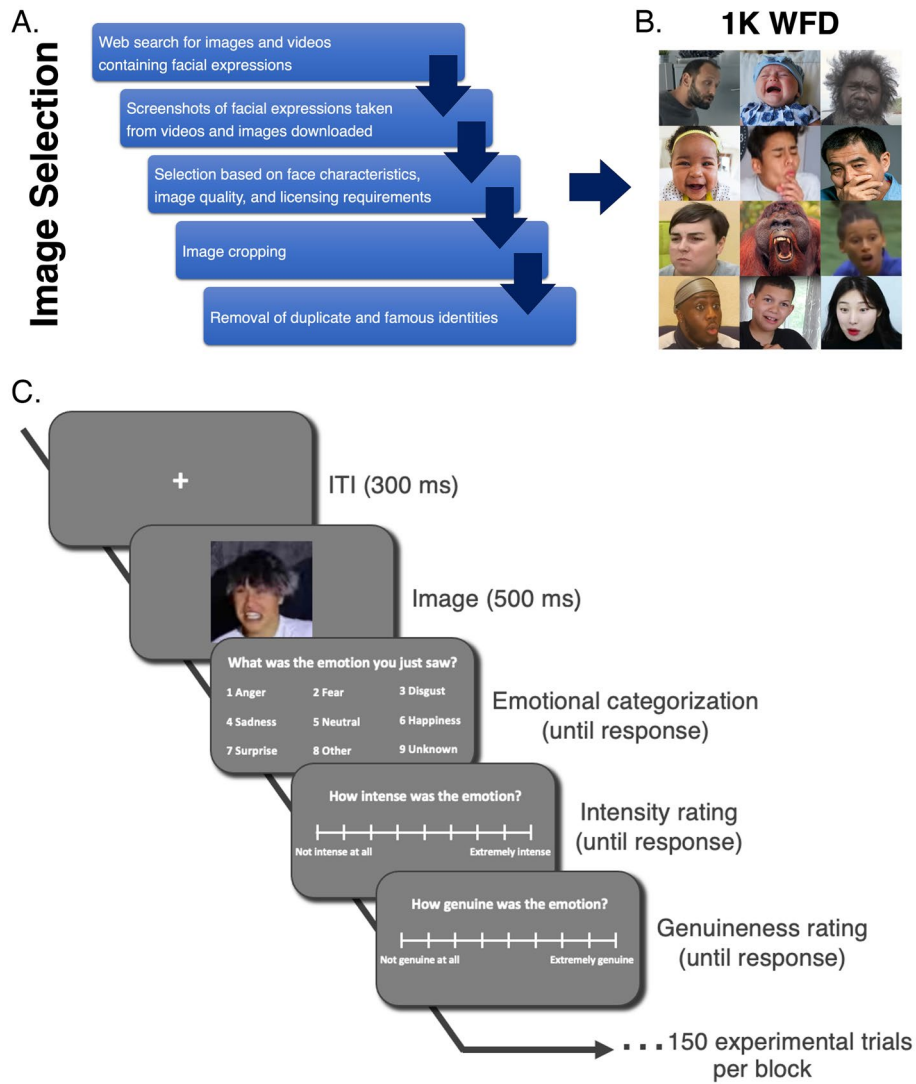 A.
Image Selection
Web search for images and videos
containing facial expressions
Screenshots of facial expressions taken
from videos and images downloaded
Selection based on face characteristics,
image quality, and licensing requirements
Image cropping
Removal of duplicate and famous identities
B.
1K WFD
C.
+
ITI (300 ms)
Image (500 ms)
What was the emotion you just saw?
1 Anger 2 Fear 3 Disgust
4 Sadness 5 Neutral 6 Happiness
7 Surprise 8 Other 9 Unknown
Emotional categorization
(until response)
How intense was the emotion?
Not intense at all Extremely intense
Intensity rating
(until response)
How genuine was the emotion?
Not genuine at all Extremely genuine
Genuineness rating
(until response)
...150 experimental trials
per block